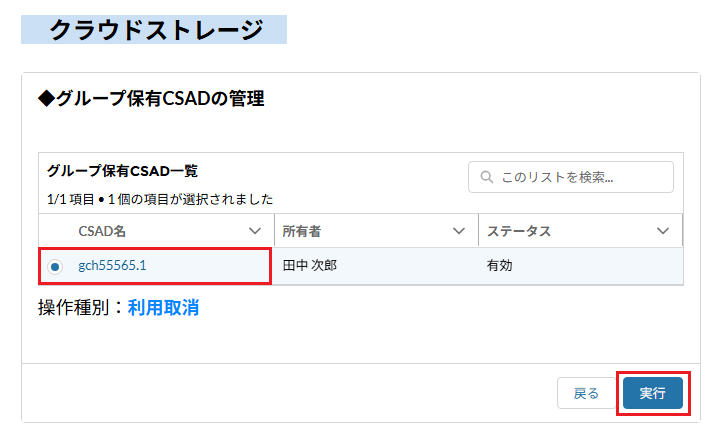 クラウドストレージ
◆グループ保有CSADの管理
グループ保有CSAD一覧
このリストを検索...
1/1 項目 • 1 個の項目が選択されました
CSAD名 所有者 ステータス
gch55565.1 田中 次郎 有効
操作種別：利用取消
戻る 実行